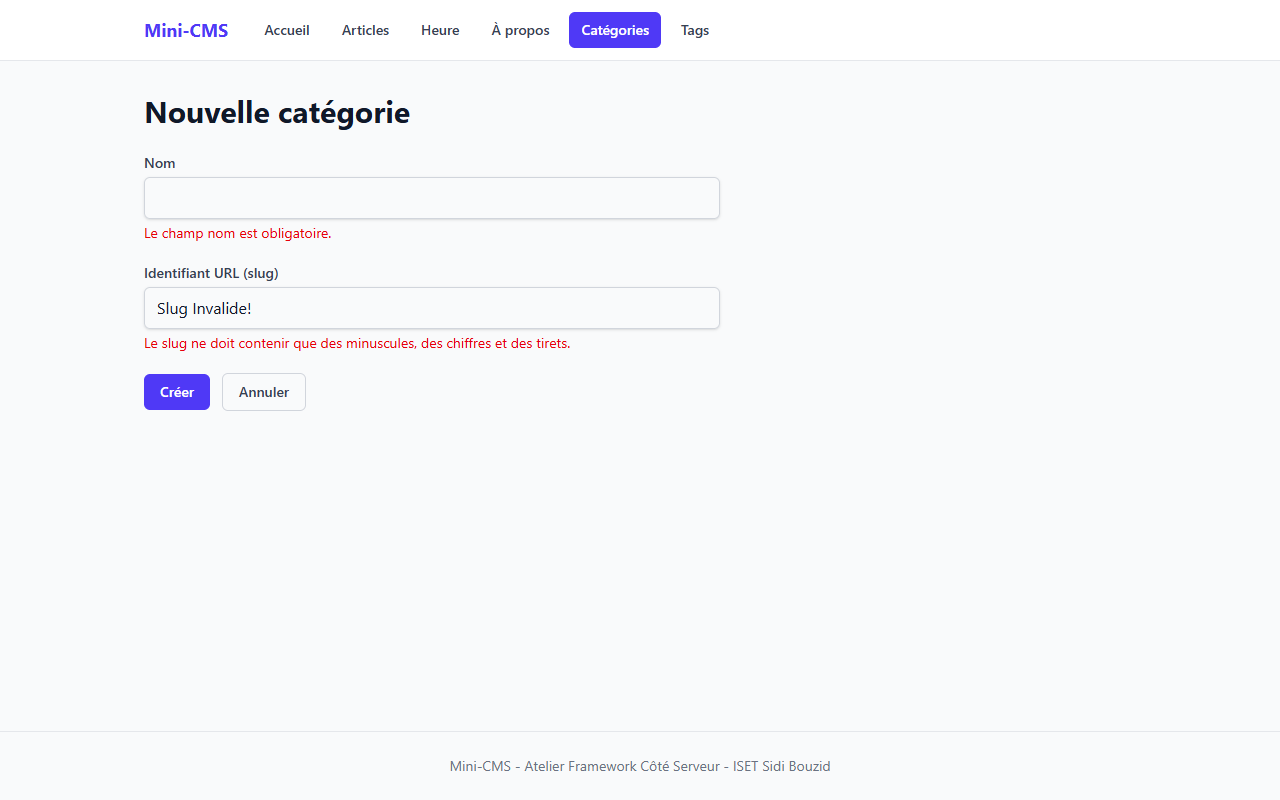 Mini-CMS Accueil Articles Heure À propos Catégories Tags
Nouvelle catégorie
Nom
Le champ nom est obligatoire.
Identifiant URL (slug)
Slug Invalide!
Le slug ne doit contenir que des minuscules, des chiffres et des tirets.
Créer Annuler
Mini-CMS - Atelier Framework Côté Serveur - ISET Sidi Bouzid